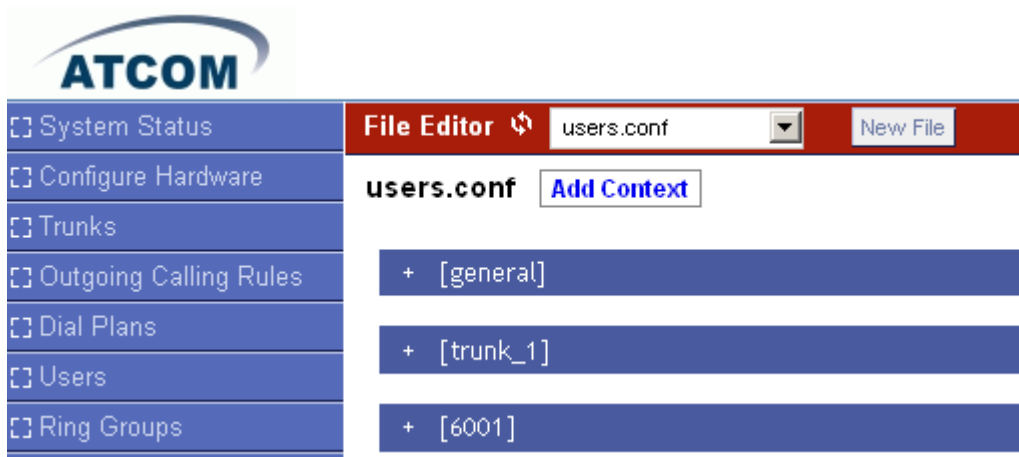 ATCOM
System Status
Configure Hardware
Trunks
Outgoing Calling Rules
Dial Plans
Users
Ring Groups
File Editor users.conf New File
users.conf Add Context
+ [general]
+ [trunk_1]
+ [6001]